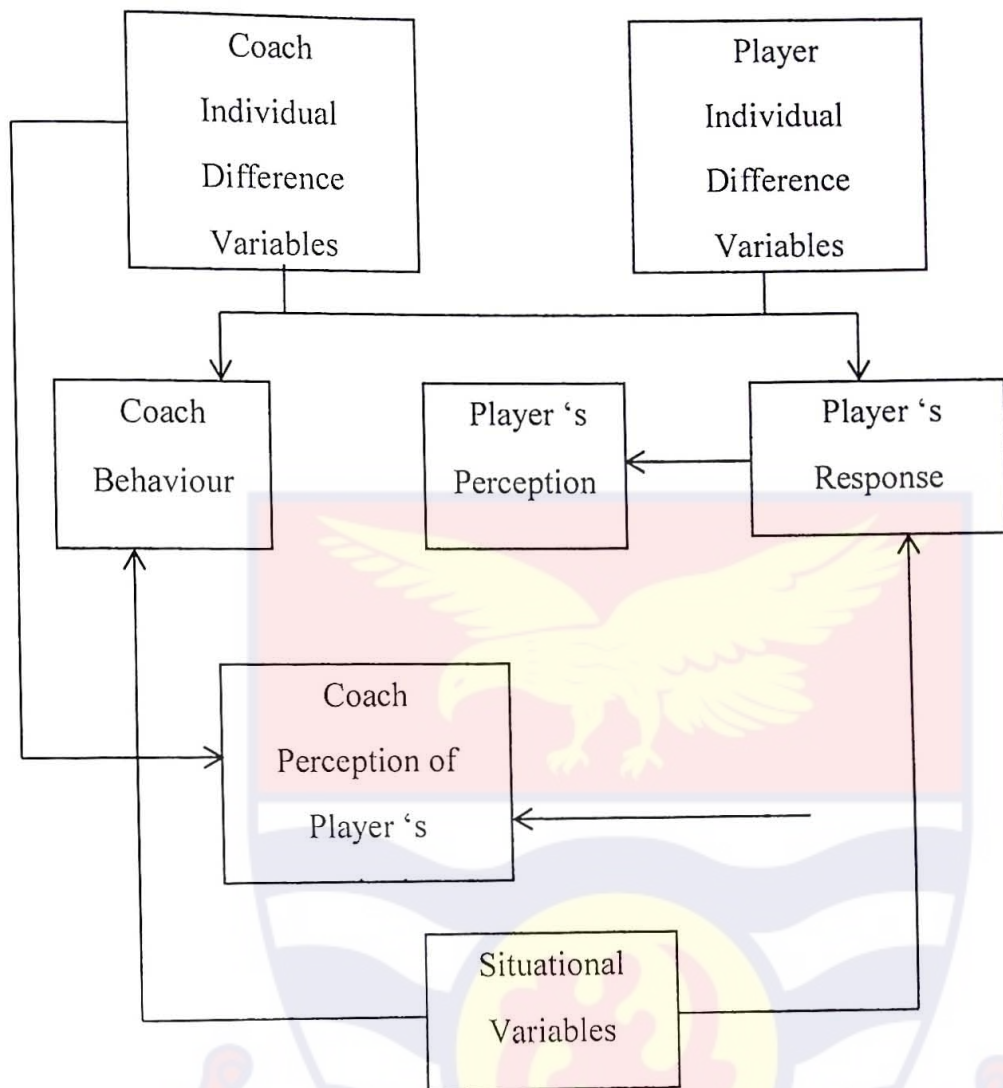 Coach
Individual
Difference
Variables
Player
Individual
Difference
Variables
Coach
Behaviour
Player ‘s
Perception
Player ‘s
Response
Coach
Perception of
Player ‘s
Situational
Variables